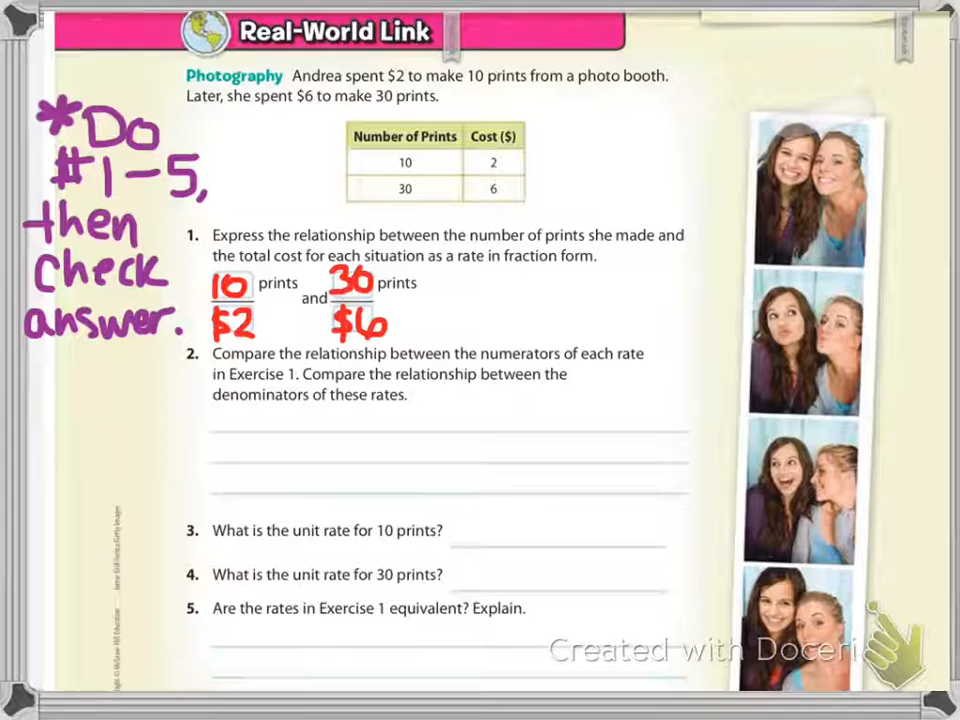 Real-World Link
Photography Andrea spent $2 to make 10 prints from a photo booth.
Later, she spent $6 to make 30 prints.
*Do
#1-5,
then
check
answer.
Number of Prints Cost ($)
10 2
30 6
1. Express the relationship between the number of prints she made and
the total cost for each situation as a rate in fraction form.
10 prints and 30 prints
$2 $6
2. Compare the relationship between the numerators of each rate
in Exercise 1. Compare the relationship between the
denominators of these rates.
3. What is the unit rate for 10 prints?
4. What is the unit rate for 30 prints?
5. Are the rates in Exercise 1 equivalent? Explain.
Created with Doceri